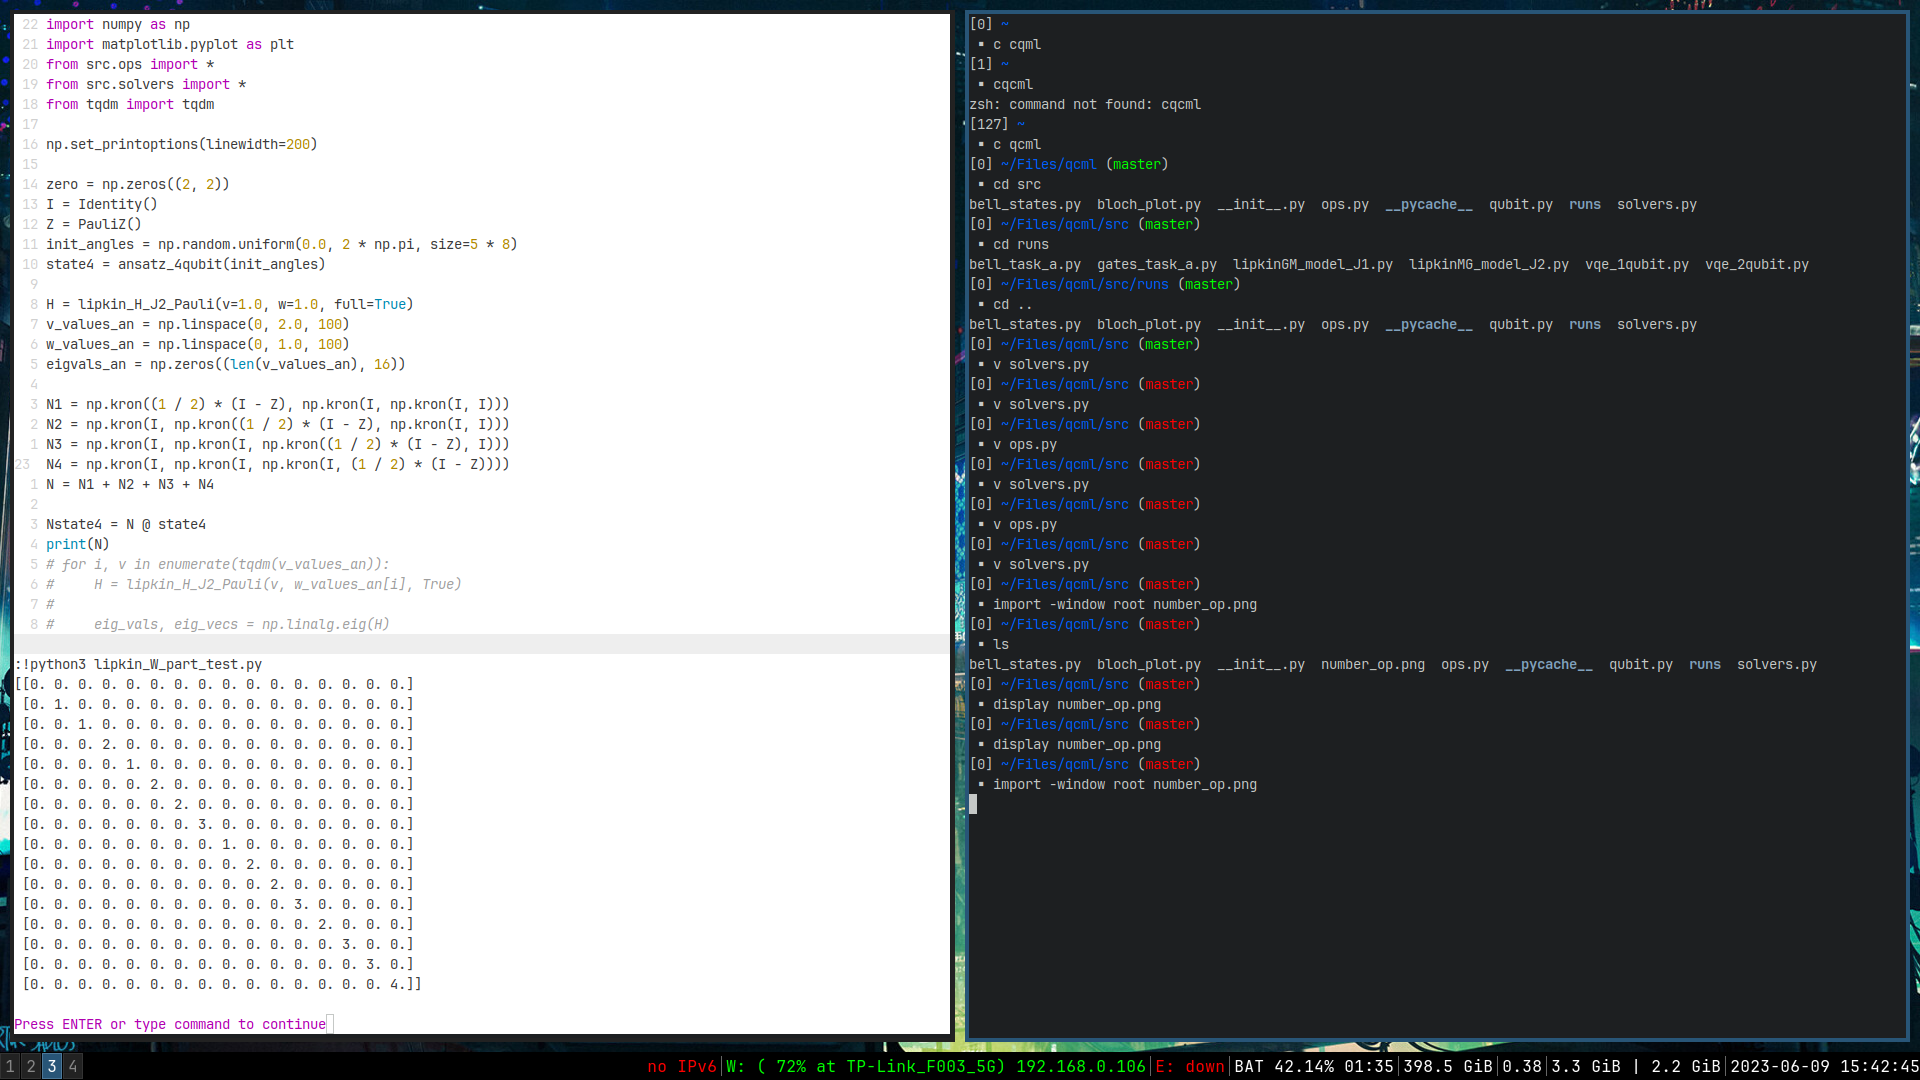 22 import numpy as np
21 import matplotlib.pyplot as plt
20 from src.ops import *
19 from src.solvers import *
18 from tqdm import tqdm
17
16 np.set_printoptions(linewidth=200)
15
14 zero = np.zeros((2, 2))
13 I = Identity()
12 Z = PauliZ()
11 init_angles = np.random.uniform(0.0, 2 * np.pi, size=5 * 8)
10 state4 = ansatz_4qubit(init_angles)
9
8 H = lipkin_H_J2_Pauli(v=1.0, w=1.0, full=True)
7 v_values_an = np.linspace(0, 2.0, 100)
6 w_values_an = np.linspace(0, 1.0, 100)
5 eigvals_an = np.zeros((len(v_values_an), 16))
4
3 N1 = np.kron((1 / 2) * (I - Z), np.kron(I, np.kron(I, I)))
2 N2 = np.kron(I, np.kron((1 / 2) * (I - Z), np.kron(I, I)))
1 N3 = np.kron(I, np.kron(I, np.kron((1 / 2) * (I - Z), I)))
23 N4 = np.kron(I, np.kron(I, np.kron(I, (1 / 2) * (I - Z))))
1 N = N1 + N2 + N3 + N4
2
3 Nstate4 = N @ state4
4 print(N)
5 # for i, v in enumerate(tqdm(v_values_an)):
6 #     H = lipkin_H_J2_Pauli(v, w_values_an[i], True)
7 #
8 #     eig_vals, eig_vecs = np.linalg.eig(H)
:!python3 lipkin_W_part_test.py
[[0. 0. 0. 0. 0. 0. 0. 0. 0. 0. 0. 0. 0. 0. 0. 0.]
[0. 1. 0. 0. 0. 0. 0. 0. 0. 0. 0. 0. 0. 0. 0. 0.]
[0. 0. 1. 0. 0. 0. 0. 0. 0. 0. 0. 0. 0. 0. 0. 0.]
[0. 0. 0. 2. 0. 0. 0. 0. 0. 0. 0. 0. 0. 0. 0. 0.]
[0. 0. 0. 0. 1. 0. 0. 0. 0. 0. 0. 0. 0. 0. 0. 0.]
[0. 0. 0. 0. 0. 2. 0. 0. 0. 0. 0. 0. 0. 0. 0. 0.]
[0. 0. 0. 0. 0. 0. 2. 0. 0. 0. 0. 0. 0. 0. 0. 0.]
[0. 0. 0. 0. 0. 0. 0. 3. 0. 0. 0. 0. 0. 0. 0. 0.]
[0. 0. 0. 0. 0. 0. 0. 0. 1. 0. 0. 0. 0. 0. 0. 0.]
[0. 0. 0. 0. 0. 0. 0. 0. 0. 2. 0. 0. 0. 0. 0. 0.]
[0. 0. 0. 0. 0. 0. 0. 0. 0. 0. 2. 0. 0. 0. 0. 0.]
[0. 0. 0. 0. 0. 0. 0. 0. 0. 0. 0. 3. 0. 0. 0. 0.]
[0. 0. 0. 0. 0. 0. 0. 0. 0. 0. 0. 0. 2. 0. 0. 0.]
[0. 0. 0. 0. 0. 0. 0. 0. 0. 0. 0. 0. 0. 3. 0. 0.]
[0. 0. 0. 0. 0. 0. 0. 0. 0. 0. 0. 0. 0. 0. 3. 0.]
[0. 0. 0. 0. 0. 0. 0. 0. 0. 0. 0. 0. 0. 0. 0. 4.]]
Press ENTER or type command to continue
[0] ~
▪ c cqml
[1] ~
▪ cqcml
zsh: command not found: cqcml
[127] ~
▪ c qcml
[0] ~/Files/qcml (master)
▪ cd src
bell_states.py  bloch_plot.py  __init__.py  ops.py  __pycache__  qubit.py  runs  solvers.py
[0] ~/Files/qcml/src (master)
▪ cd runs
bell_task_a.py  gates_task_a.py  lipkinGM_model_J1.py  lipkinMG_model_J2.py  vqe_1qubit.py  vqe_2qubit.py
[0] ~/Files/qcml/src/runs (master)
▪ cd ..
bell_states.py  bloch_plot.py  __init__.py  ops.py  __pycache__  qubit.py  runs  solvers.py
[0] ~/Files/qcml/src (master)
▪ v solvers.py
[0] ~/Files/qcml/src (master)
▪ v solvers.py
[0] ~/Files/qcml/src (master)
▪ v ops.py
[0] ~/Files/qcml/src (master)
▪ v solvers.py
[0] ~/Files/qcml/src (master)
▪ v ops.py
[0] ~/Files/qcml/src (master)
▪ v solvers.py
[0] ~/Files/qcml/src (master)
▪ import -window root number_op.png
[0] ~/Files/qcml/src (master)
▪ ls
bell_states.py  bloch_plot.py  __init__.py  number_op.png  ops.py  __pycache__  qubit.py  runs  solvers.py
[0] ~/Files/qcml/src (master)
▪ display number_op.png
[0] ~/Files/qcml/src (master)
▪ display number_op.png
[0] ~/Files/qcml/src (master)
▪ import -window root number_op.png
1 2 3 4
no IPv6|W: ( 72% at TP-Link_F003_5G) 192.168.0.106|E: down|BAT 42.14% 01:35|398.5 GiB|0.38|3.3 GiB | 2.2 GiB|2023-06-09 15:42:45